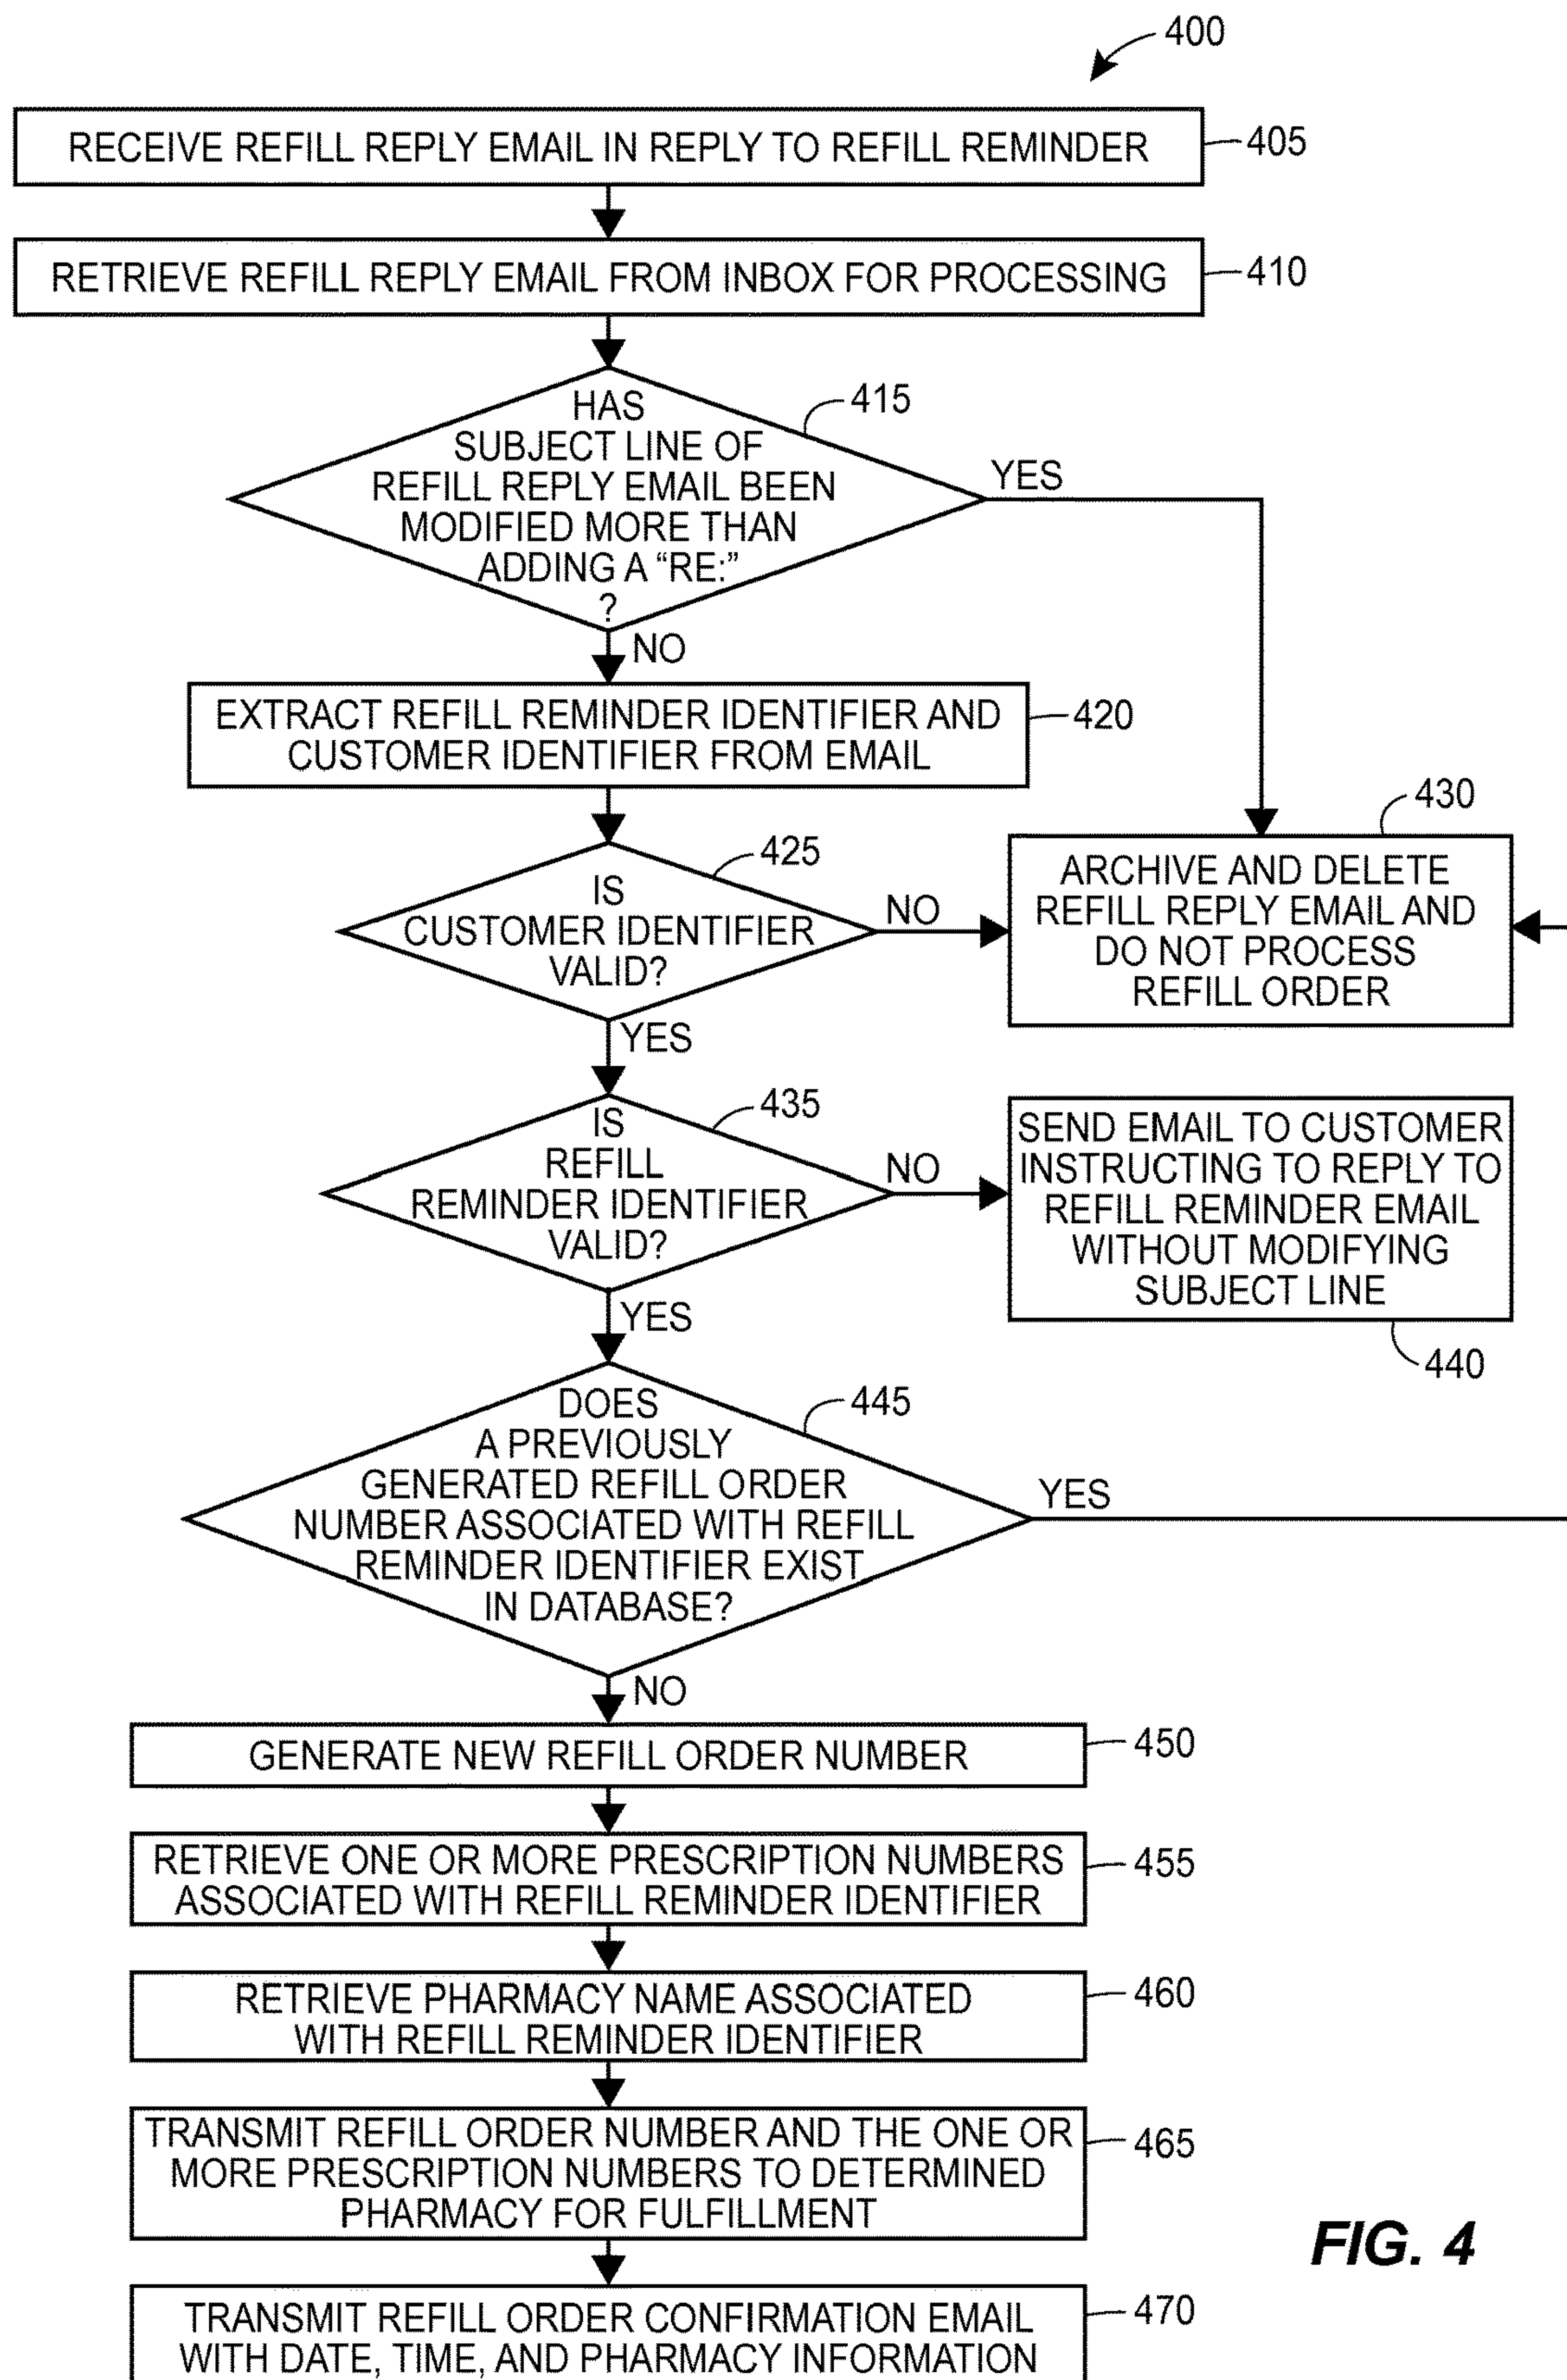 400
RECEIVE REFILL REPLY EMAIL IN REPLY TO REFILL REMINDER
405
RETRIEVE REFILL REPLY EMAIL FROM INBOX FOR PROCESSING
410
HAS
SUBJECT LINE OF
REFILL REPLY EMAIL BEEN
MODIFIED MORE THAN
ADDING A “RE:”
?
415
YES
NO
EXTRACT REFILL REMINDER IDENTIFIER AND
CUSTOMER IDENTIFIER FROM EMAIL
420
IS
CUSTOMER IDENTIFIER
VALID?
425
NO
YES
430
ARCHIVE AND DELETE
REFILL REPLY EMAIL AND
DO NOT PROCESS
REFILL ORDER
IS
REFILL
REMINDER IDENTIFIER
VALID?
435
NO
YES
SEND EMAIL TO CUSTOMER
INSTRUCTING TO REPLY TO
REFILL REMINDER EMAIL
WITHOUT MODIFYING
SUBJECT LINE
440
DOES
A PREVIOUSLY
GENERATED REFILL ORDER
NUMBER ASSOCIATED WITH REFILL
REMINDER IDENTIFIER EXIST
IN DATABASE?
445
YES
NO
GENERATE NEW REFILL ORDER NUMBER
450
RETRIEVE ONE OR MORE PRESCRIPTION NUMBERS
ASSOCIATED WITH REFILL REMINDER IDENTIFIER
455
RETRIEVE PHARMACY NAME ASSOCIATED
WITH REFILL REMINDER IDENTIFIER
460
TRANSMIT REFILL ORDER NUMBER AND THE ONE OR
MORE PRESCRIPTION NUMBERS TO DETERMINED
PHARMACY FOR FULFILLMENT
465
TRANSMIT REFILL ORDER CONFIRMATION EMAIL
WITH DATE, TIME, AND PHARMACY INFORMATION
470
FIG. 4